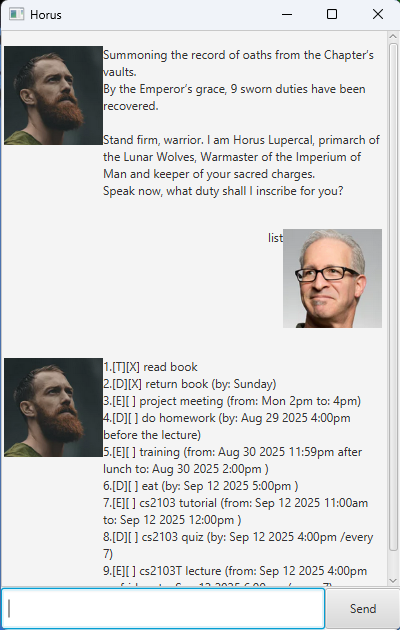 Horus
Summoning the record of oaths from the Chapter's
vaults.
By the Emperor's grace, 9 sworn duties have been
recovered.
Stand firm, warrior. I am Horus Lupercal, primarch of
the Lunar Wolves, Warmaster of the Imperium of
Man and keeper of your sacred charges.
Speak now, what duty shall I inscribe for you?
list
1.[T][X] read book
2.[D][X] return book (by: Sunday)
3.[E][ ] project meeting (from: Mon 2pm to: 4pm)
4.[D][ ] do homework (by: Aug 29 2025 4:00pm
before the lecture)
5.[E][ ] training (from: Aug 30 2025 11:59pm after
lunch to: Aug 30 2025 2:00pm )
6.[D][ ] eat (by: Sep 12 2025 5:00pm )
7.[E][ ] cs2103 tutorial (from: Sep 12 2025 11:00am
to: Sep 12 2025 12:00pm )
8.[D][ ] cs2103 quiz (by: Sep 12 2025 4:00pm /every
7)
9.[E][ ] cs2103T lecture (from: Sep 12 2025 4:00pm
Send